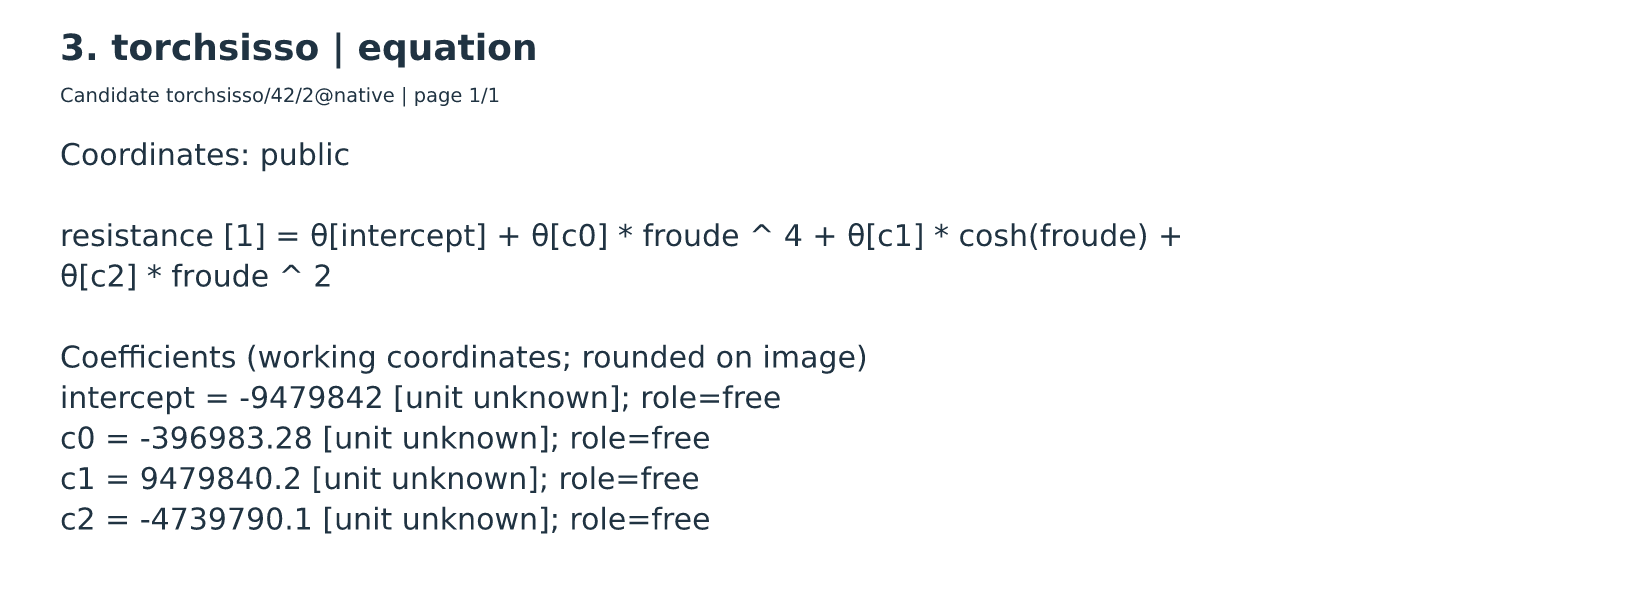 3. torchsisso | equation
Candidate torchsisso/42/2@native | page 1/1
Coordinates: public
resistance [1] = θ[intercept] + θ[c0] * froude ^ 4 + θ[c1] * cosh(froude) +
θ[c2] * froude ^ 2
Coefficients (working coordinates; rounded on image)
intercept = -9479842 [unit unknown]; role=free
c0 = -396983.28 [unit unknown]; role=free
c1 = 9479840.2 [unit unknown]; role=free
c2 = -4739790.1 [unit unknown]; role=free